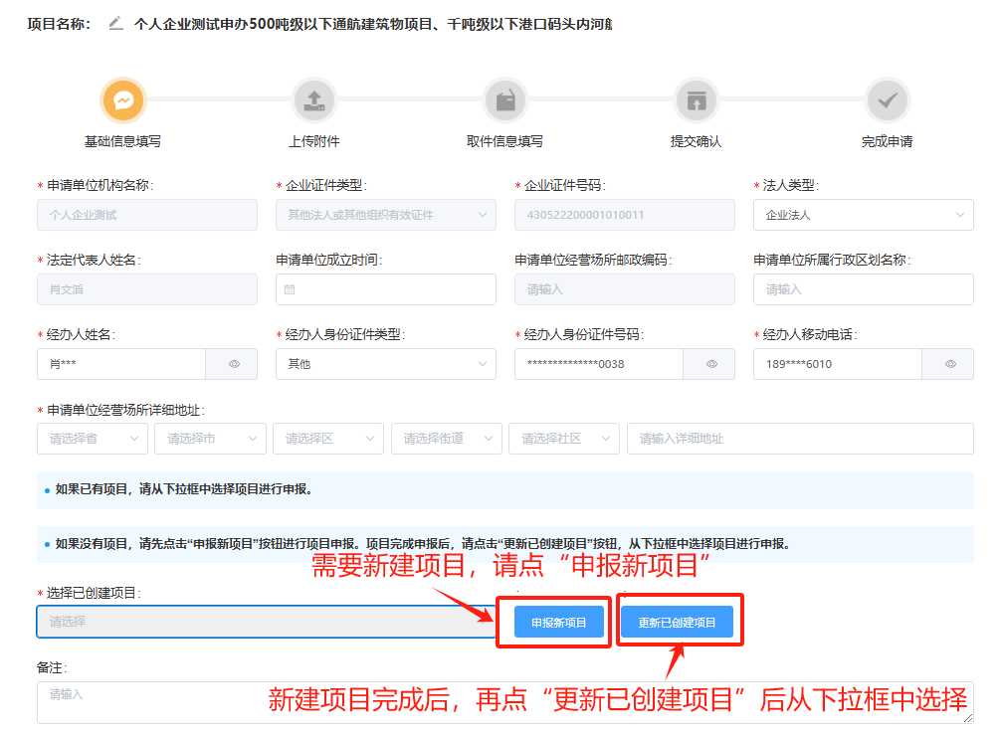 项目名称： 个人企业测试申办500吨级以下通航建筑物项目、千吨级以下港口码头内河航
基础信息填写 上传附件 取件信息填写 提交确认 完成申请
* 申请单位机构名称: * 企业证件类型: * 企业证件号码: * 法人类型:
个人企业测试 其他法人或其他组织有效证件 430522200001010011 企业法人
* 法定代表人姓名: 申请单位成立时间: 申请单位经营场所邮政编码: 申请单位所属行政区划名称:
肖文滔 请输入 请输入
* 经办人姓名: * 经办人身份证件类型: * 经办人身份证件号码: * 经办人移动电话:
肖*** 其他 **************0038 189****6010
* 申请单位经营场所详细地址:
请选择省 请选择市 请选择区 请选择街道 请选择社区 请输入详细地址
如果已有项目，请从下拉框中选择项目进行申报。
如果没有项目，请先点击“申报新项目”按钮进行项目申报。项目完成申报后，请点击“更新已创建项目”按钮，从下拉框中选择项目进行申报。
需要新建项目，请点“申报新项目”
* 选择已创建项目: : :
请选择 申报新项目 更新已创建项目
备注:
请输入
新建项目完成后，再点“更新已创建项目”后从下拉框中选择